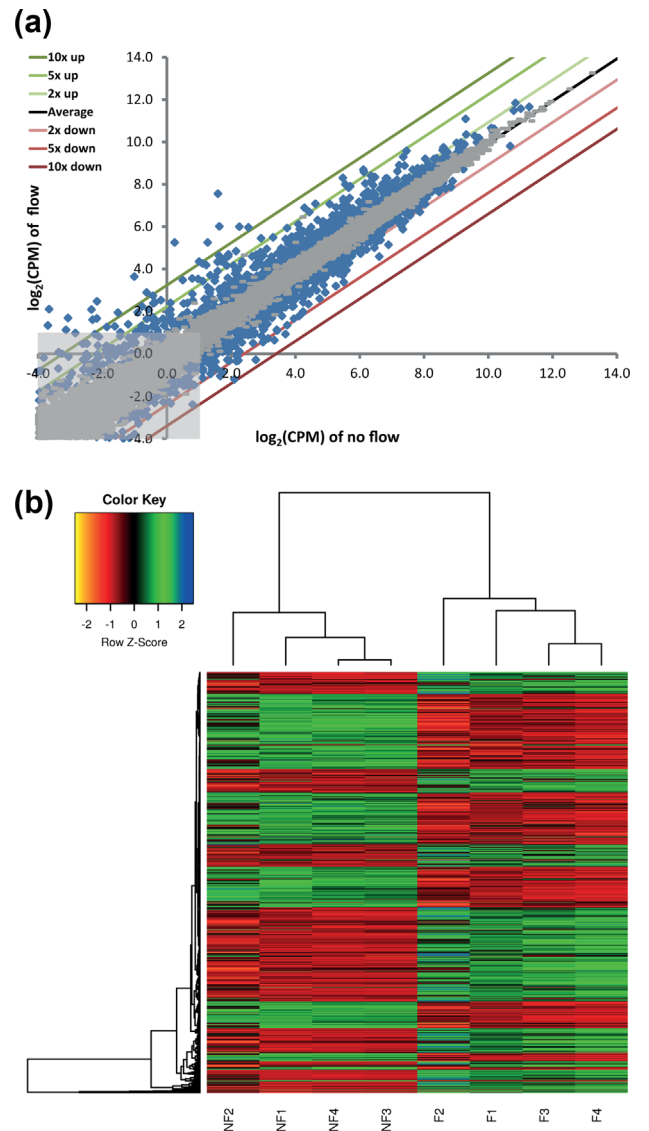 (a)
10x up
5x up
2x up
Average
2x down
5x down
10x down
log2(CPM) of flow
14.0
12.0
10.0
8.0
6.0
4.0
2.0
0.0
-2.0
4.0
-4.0 -2.0 0.0 2.0 4.0 6.0 8.0 10.0 12.0 14.0
log2(CPM) of no flow
(b)
Color Key
-2 -1 0 1 2
Row Z-Score
NF2 NF1 NF4 NF3 F2 F1 F3 F4